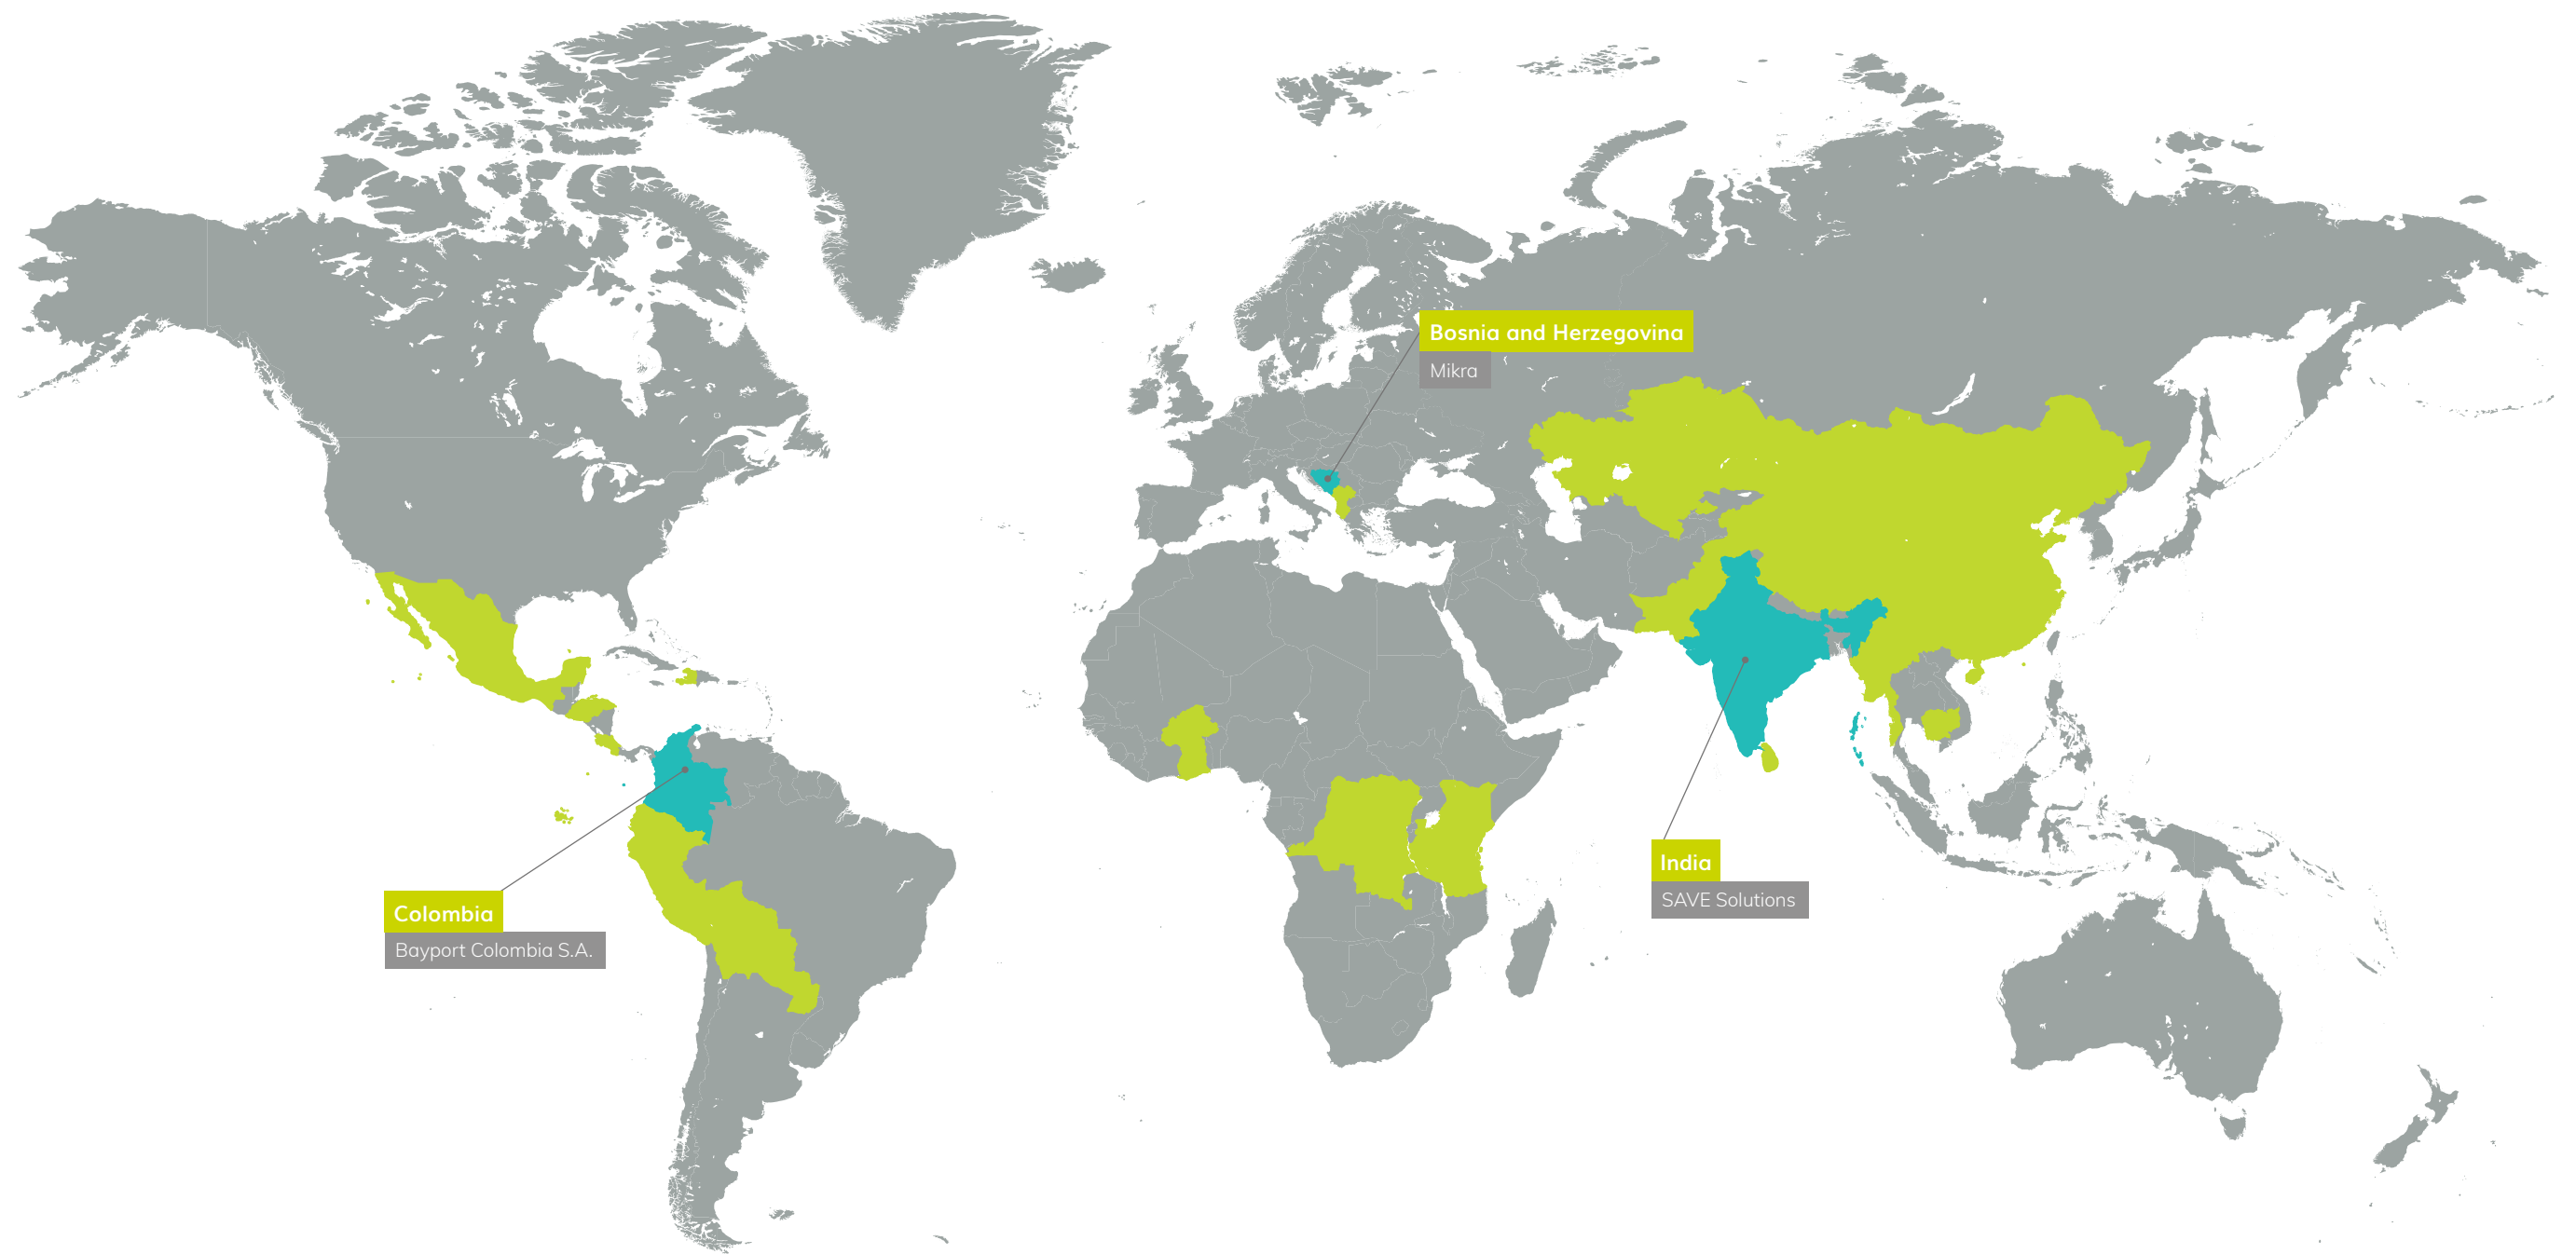 Bosnia and Herzegovina
Mikra
India
SAVE Solutions
Colombia
Bayport Colombia S.A.